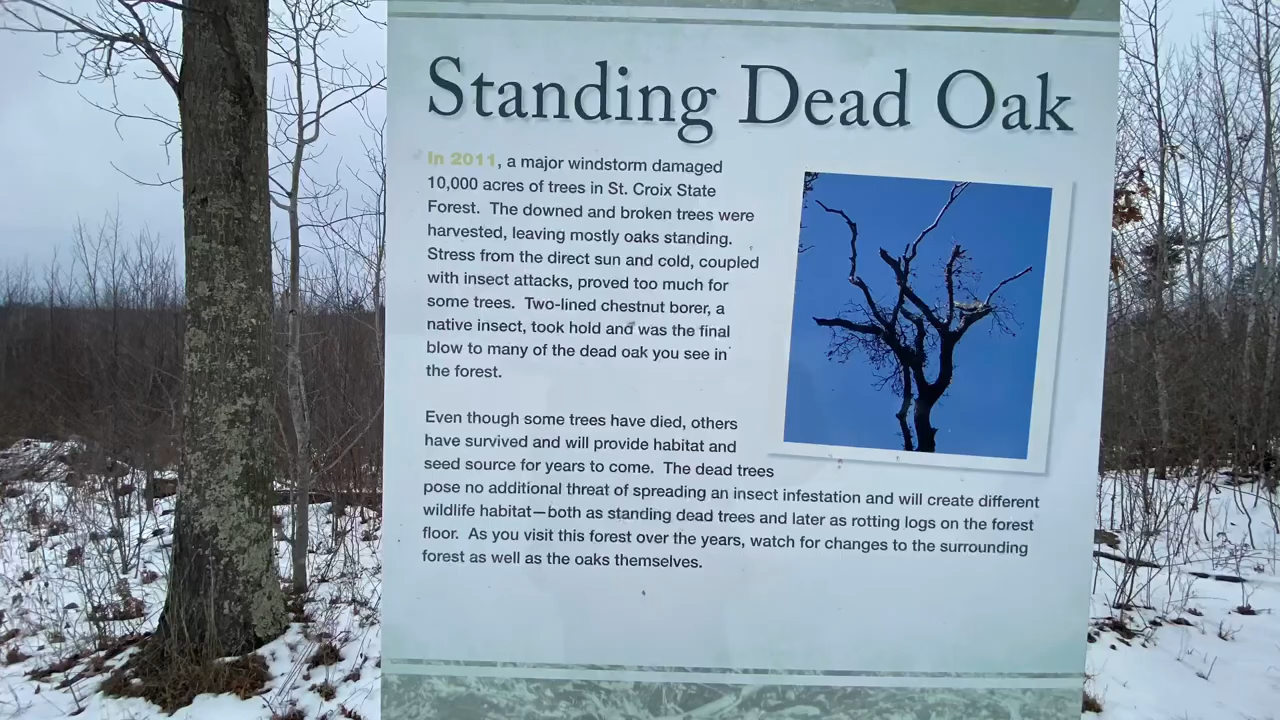 Standing Dead Oak
In 2011, a major windstorm damaged
10,000 acres of trees in St. Croix State
Forest. The downed and broken trees were
harvested, leaving mostly oaks standing.
Stress from the direct sun and cold, coupled
with insect attacks, proved too much for
some trees. Two-lined chestnut borer, a
native insect, took hold and was the final
blow to many of the dead oak you see in
the forest.
Even though some trees have died, others
have survived and will provide habitat and
seed source for years to come. The dead trees
pose no additional threat of spreading an insect infestation and will create different
wildlife habitat—both as standing dead trees and later as rotting logs on the forest
floor. As you visit this forest over the years, watch for changes to the surrounding
forest as well as the oaks themselves.